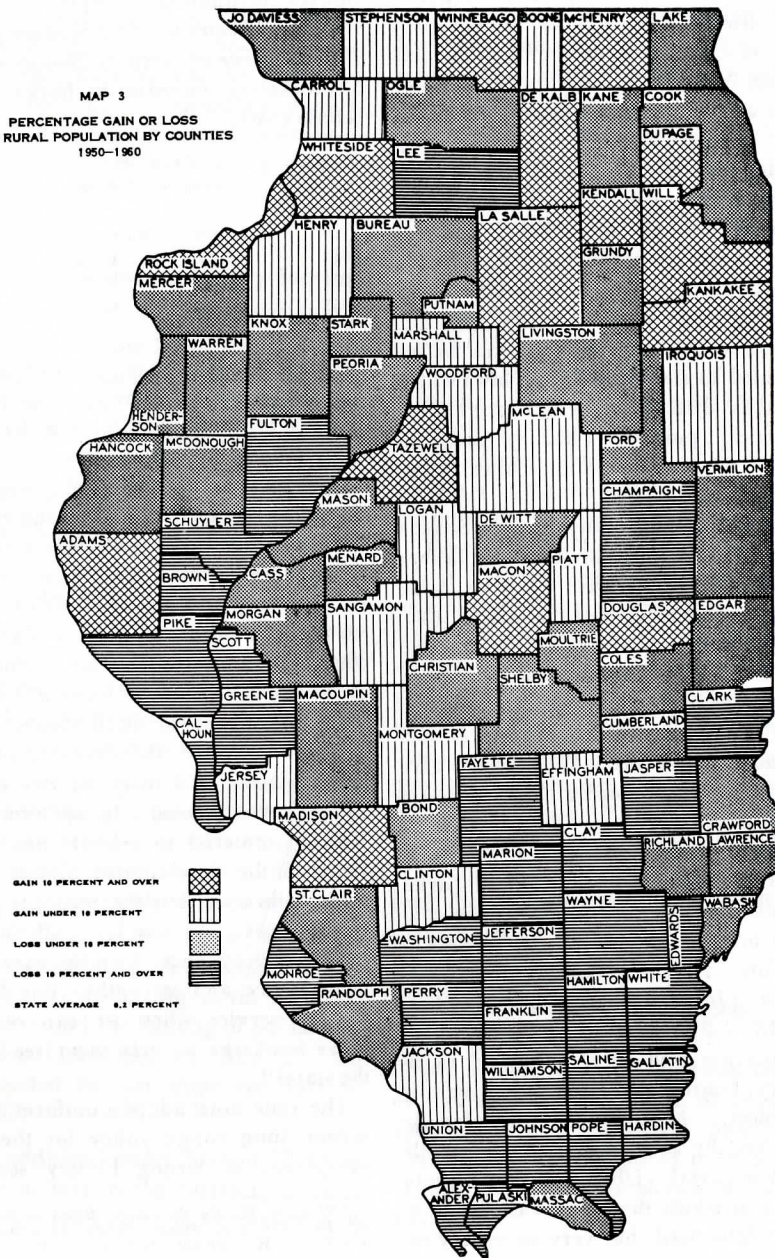 JO DAVIESS STEPHENSON WINNEBAGO BOONE McHENRY LAKE
MAP 3
PERCENTAGE GAIN OR LOSS
RURAL POPULATION BY COUNTIES
1950—1960
CARROLL OGLE DE KALB KANE COOK
DU PAGE
WHITESIDE LEE
KENDALL WILL
HENRY BUREAU LA SALLE
GRUNDY
ROCK ISLAND
MERCER KANKAKEE
PUTNAM
KNOX STARK
MARSHALL LIVINGSTON
WARREN
PEORIA IROQUOIS
WOODFORD
HENDER-
SON
FULTON McLEAN
HANCOCK McDONOUGH TAZEWELL FORD
VERMILION
MASON CHAMPAIGN
LOGAN DE WITT
SCHUYLER
ADAMS
BROWN CASS MENARD MACON PIATT
PIKE MORGAN SANGAMON DOUGLAS EDGAR
SCOTT MOULTRIE
CHRISTIAN COLES
SHELBY
GREENE MACOUPIN CLARK
CAL-
HOUN
MONTGOMERY CUMBERLAND
FAYETTE EFFINGHAM JASPER
JERSEY
MADISON BOND CLAY CRAWFORD
MARION RICHLAND LAWRENCE
CLINTON
GAIN 10 PERCENT AND OVER
GAIN UNDER 10 PERCENT
LOSS UNDER 10 PERCENT
LOSS 10 PERCENT AND OVER
STATE AVERAGE PERCENT
ST. CLAIR WAYNE EDWARDS WABASH
WASHINGTON JEFFERSON
MONROE
RANDOLPH PERRY HAMILTON WHITE
FRANKLIN
JACKSON SALINE GALLATIN
WILLIAMSON
UNION JOHNSON POPE HARDIN
ALEX-
ANDER
PULASKI MASSAC